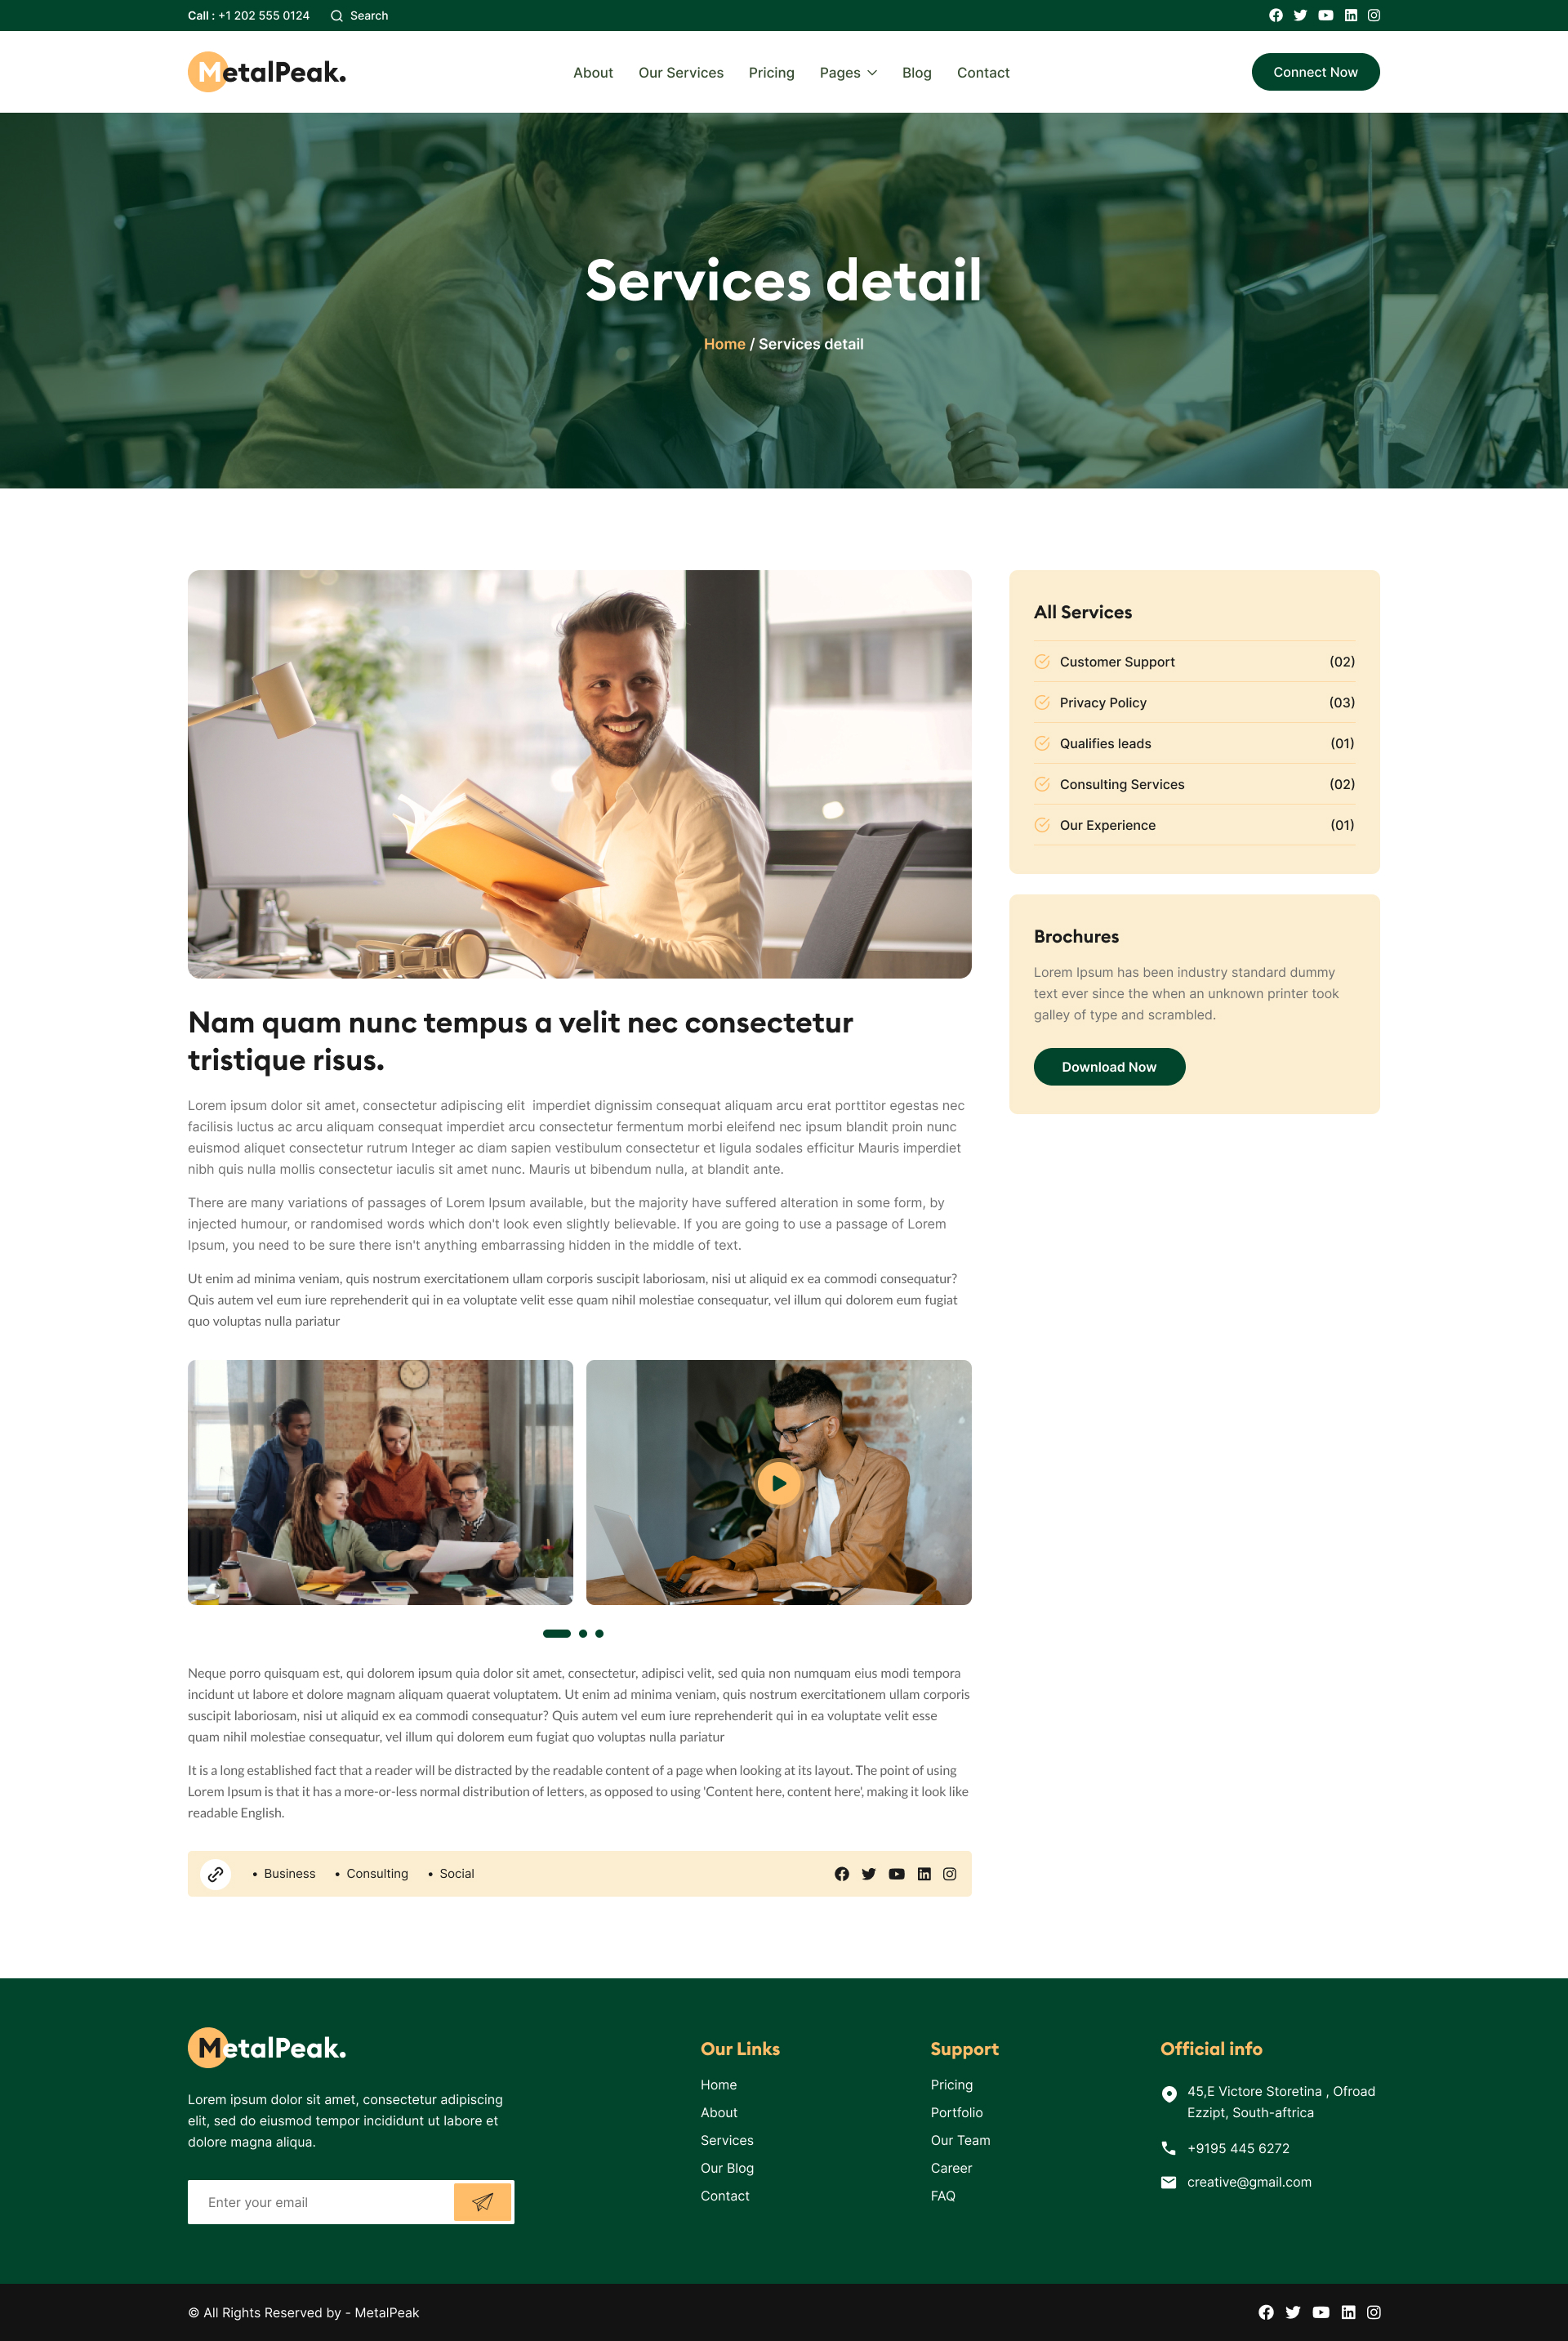 Call : +1 202 555 0124 Search
MetalPeak.
About Our Services Pricing Pages Blog Contact
Connect Now
Services detail
Home / Services detail
Nam quam nunc tempus a velit nec consectetur
tristique risus.
Lorem ipsum dolor sit amet, consectetur adipiscing elit  imperdiet dignissim consequat aliquam arcu erat porttitor egestas nec
facilisis luctus ac arcu aliquam consequat imperdiet arcu consectetur fermentum morbi eleifend nec ipsum blandit proin nunc
euismod aliquet consectetur rutrum Integer ac diam sapien vestibulum consectetur et ligula sodales efficitur Mauris imperdiet
nibh quis nulla mollis consectetur iaculis sit amet nunc. Mauris ut bibendum nulla, at blandit ante.
There are many variations of passages of Lorem Ipsum available, but the majority have suffered alteration in some form, by
injected humour, or randomised words which don't look even slightly believable. If you are going to use a passage of Lorem
Ipsum, you need to be sure there isn't anything embarrassing hidden in the middle of text.
Ut enim ad minima veniam, quis nostrum exercitationem ullam corporis suscipit laboriosam, nisi ut aliquid ex ea commodi consequatur?
Quis autem vel eum iure reprehenderit qui in ea voluptate velit esse quam nihil molestiae consequatur, vel illum qui dolorem eum fugiat
quo voluptas nulla pariatur
Neque porro quisquam est, qui dolorem ipsum quia dolor sit amet, consectetur, adipisci velit, sed quia non numquam eius modi tempora
incidunt ut labore et dolore magnam aliquam quaerat voluptatem. Ut enim ad minima veniam, quis nostrum exercitationem ullam corporis
suscipit laboriosam, nisi ut aliquid ex ea commodi consequatur? Quis autem vel eum iure reprehenderit qui in ea voluptate velit esse
quam nihil molestiae consequatur, vel illum qui dolorem eum fugiat quo voluptas nulla pariatur
It is a long established fact that a reader will be distracted by the readable content of a page when looking at its layout. The point of using
Lorem Ipsum is that it has a more-or-less normal distribution of letters, as opposed to using 'Content here, content here', making it look like
readable English.
• Business • Consulting • Social
All Services
Customer Support (02)
Privacy Policy (03)
Qualifies leads (01)
Consulting Services (02)
Our Experience (01)
Brochures
Lorem Ipsum has been industry standard dummy
text ever since the when an unknown printer took
galley of type and scrambled.
Download Now
MetalPeak.
Lorem ipsum dolor sit amet, consectetur adipiscing
elit, sed do eiusmod tempor incididunt ut labore et
dolore magna aliqua.
Enter your email
Our Links
Home
About
Services
Our Blog
Contact
Support
Pricing
Portfolio
Our Team
Career
FAQ
Official info
45,E Victore Storetina , Ofroad
Ezzipt, South-aftrica
+9195 445 6272
creative@gmail.com
© All Rights Reserved by - MetalPeak